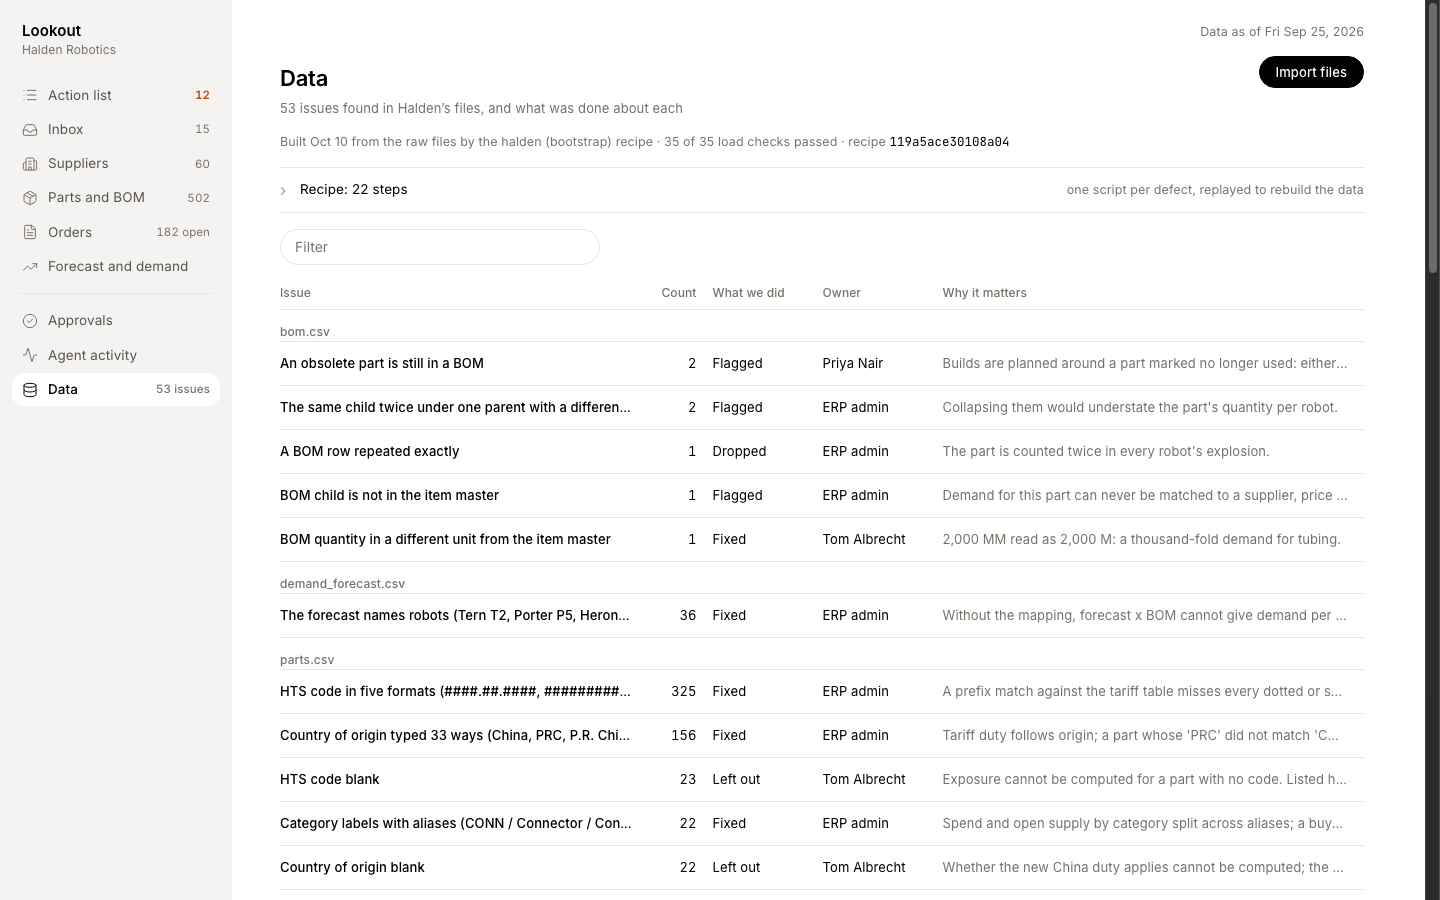 Lookout
Halden Robotics
Action list 12
Inbox 15
Suppliers 60
Parts and BOM 502
Orders 182 open
Forecast and demand
Approvals
Agent activity
Data 53 issues
Data as of Fri Sep 25, 2026
Data
Import files
53 issues found in Halden's files, and what was done about each
Built Oct 10 from the raw files by the halden (bootstrap) recipe · 35 of 35 load checks passed · recipe 119a5ace30108a04
Recipe: 22 steps one script per defect, replayed to rebuild the data
Filter
Issue Count What we did Owner Why it matters
bom.csv
An obsolete part is still in a BOM 2 Flagged Priya Nair Builds are planned around a part marked no longer used: either...
The same child twice under one parent with a differen... 2 Flagged ERP admin Collapsing them would understate the part's quantity per robot.
A BOM row repeated exactly 1 Dropped ERP admin The part is counted twice in every robot's explosion.
BOM child is not in the item master 1 Flagged ERP admin Demand for this part can never be matched to a supplier, price ...
BOM quantity in a different unit from the item master 1 Fixed Tom Albrecht 2,000 MM read as 2,000 M: a thousand-fold demand for tubing.
demand_forecast.csv
The forecast names robots (Tern T2, Porter P5, Heron... 36 Fixed ERP admin Without the mapping, forecast x BOM cannot give demand per ...
parts.csv
HTS code in five formats (####.##.####, #########... 325 Fixed ERP admin A prefix match against the tariff table misses every dotted or s...
Country of origin typed 33 ways (China, PRC, P.R. Chi... 156 Fixed ERP admin Tariff duty follows origin; a part whose 'PRC' did not match 'C...
HTS code blank 23 Left out Tom Albrecht Exposure cannot be computed for a part with no code. Listed h...
Category labels with aliases (CONN / Connector / Con... 22 Fixed ERP admin Spend and open supply by category split across aliases; a buy...
Country of origin blank 22 Left out Tom Albrecht Whether the new China duty applies cannot be computed; the ...